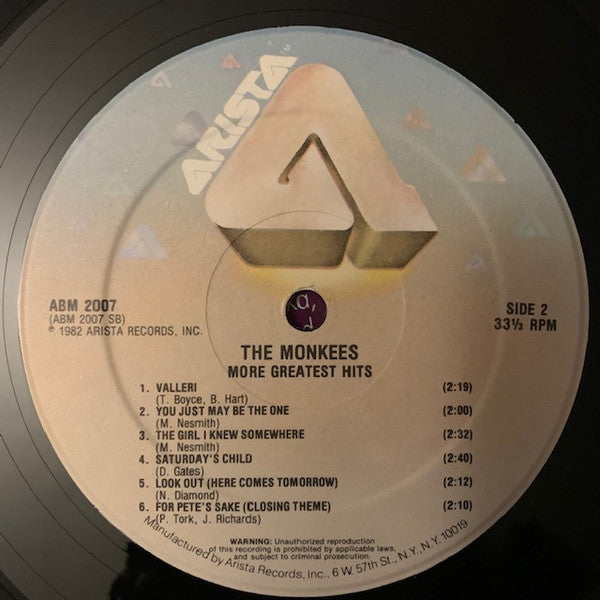 ARISTA™
ABM 2007
(ABM 2007 SB)
℗ 1982 ARISTA RECORDS, INC.
SIDE 2
33⅓ RPM
THE MONKEES
MORE GREATEST HITS
1. VALLERI (2:19)
(T. Boyce, B. Hart)
2. YOU JUST MAY BE THE ONE (2:00)
(M. Nesmith)
3. THE GIRL I KNEW SOMEWHERE (2:32)
(M. Nesmith)
4. SATURDAY'S CHILD (2:40)
(D. Gates)
5. LOOK OUT (HERE COMES TOMORROW) (2:12)
(N. Diamond)
6. FOR PETE'S SAKE (CLOSING THEME) (2:10)
(P. Tork, J. Richards)
WARNING: Unauthorized reproduction
of this recording is prohibited by applicable laws
and subject to criminal prosecution.
Manufactured by Arista Records, Inc., 6 W. 57th St., N.Y., N.Y. 10019